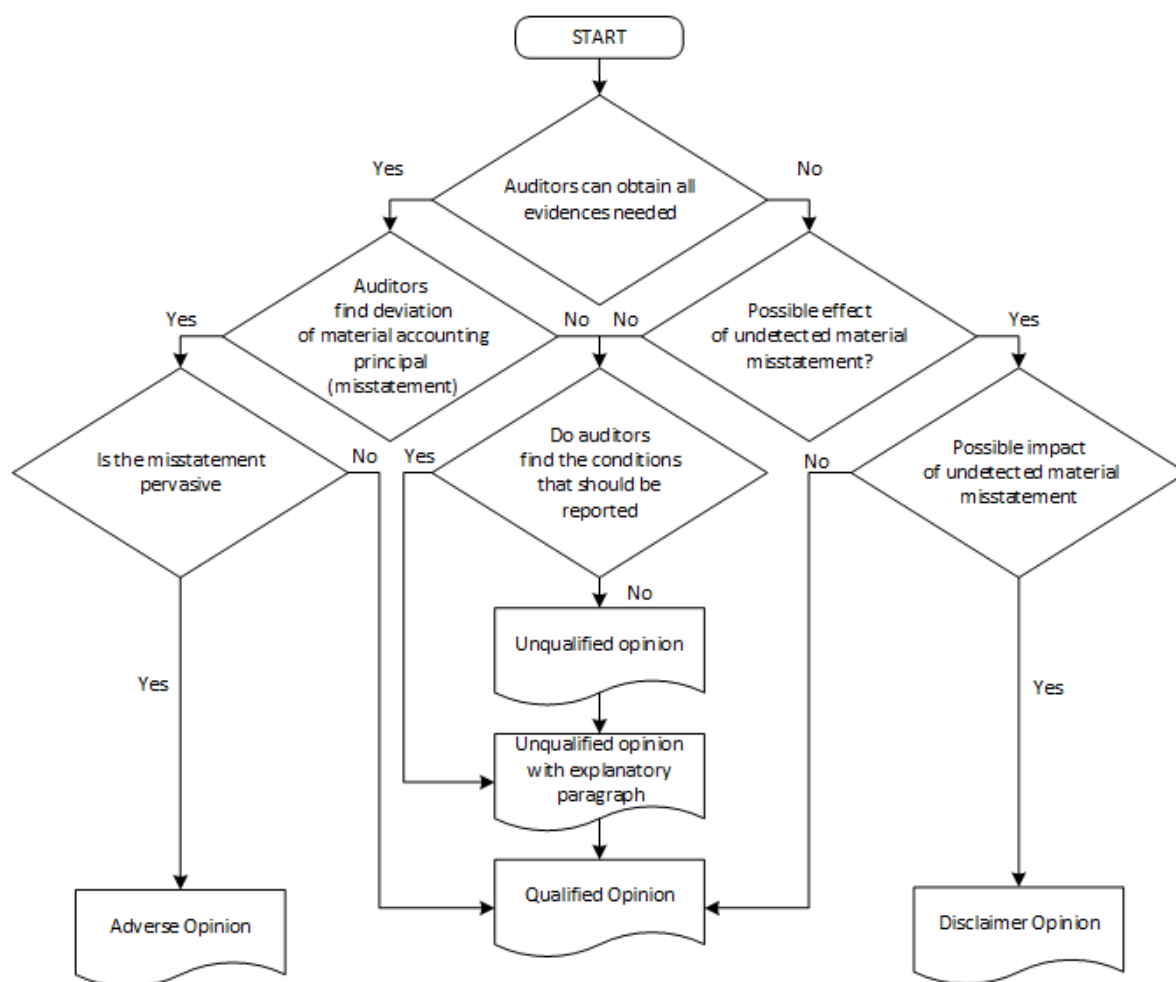 START
Yes
No
Auditors can obtain all
evidences needed
Auditors
find deviation
of material accounting
principal
(misstatement)
Yes
No
No
Possible effect
of undetected material
misstatement?
Yes
Is the misstatement
pervasive
No
Yes
Do auditors
find the conditions
that should be
reported
No
Possible impact
of undetected material
misstatement
No
Unqualified opinion
Yes
Yes
Unqualified opinion
with explanatory
paragraph
Adverse Opinion
Qualified Opinion
Disclaimer Opinion